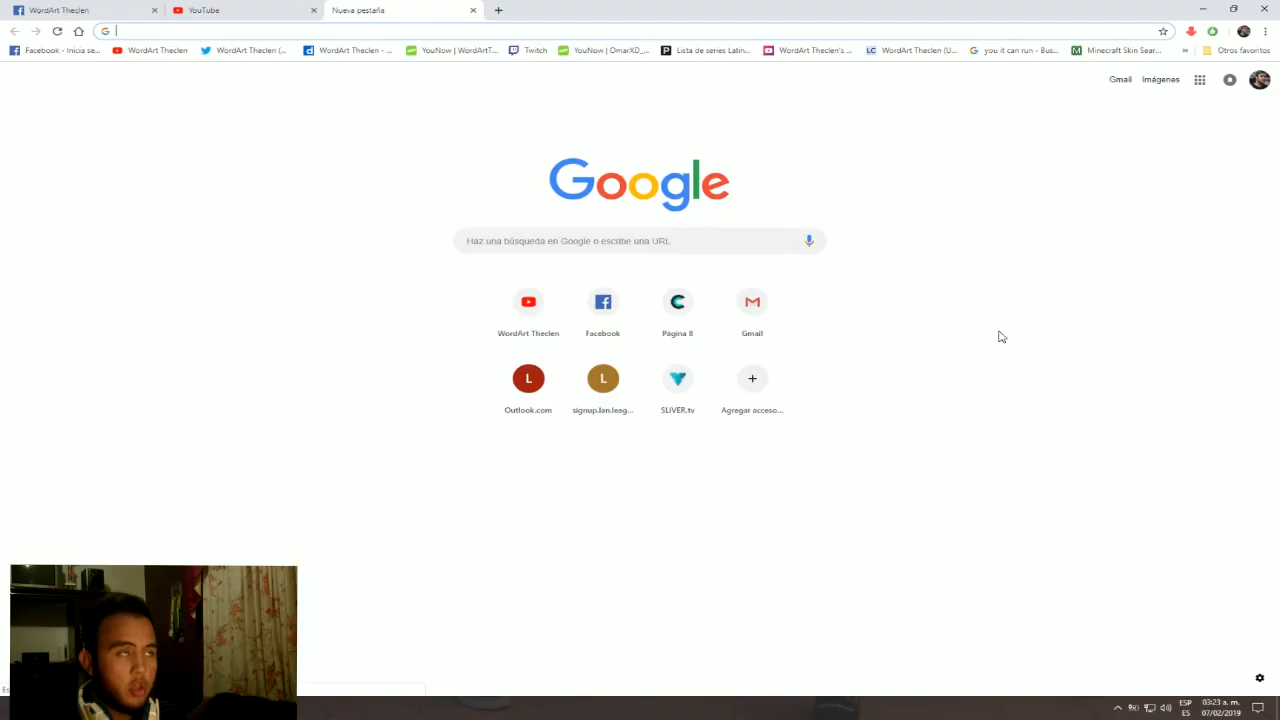 WordArt Theclen
YouTube
Nueva pestaña
Facebook - Inicia se...
WordArt Theclen
WordArt Theclen (...
WordArt Theclen - ...
YouNow | WordArtT...
Twitch
YouNow | OmarXD_...
Lista de series Latin...
WordArt Theclen's ...
WordArt Theclen (U...
you it can run - Bus...
Minecraft Skin Sear...
»
Otros favoritos
Gmail
Imágenes
Google
Haz una búsqueda en Google o escribe una URL
WordArt Theclen
Facebook
Página 8
Gmail
L
L
Outlook.com
signup.lan.leag...
SLIVER.tv
Agregar acceso...
Es
ESP
ES
03:23 a. m.
07/02/2019